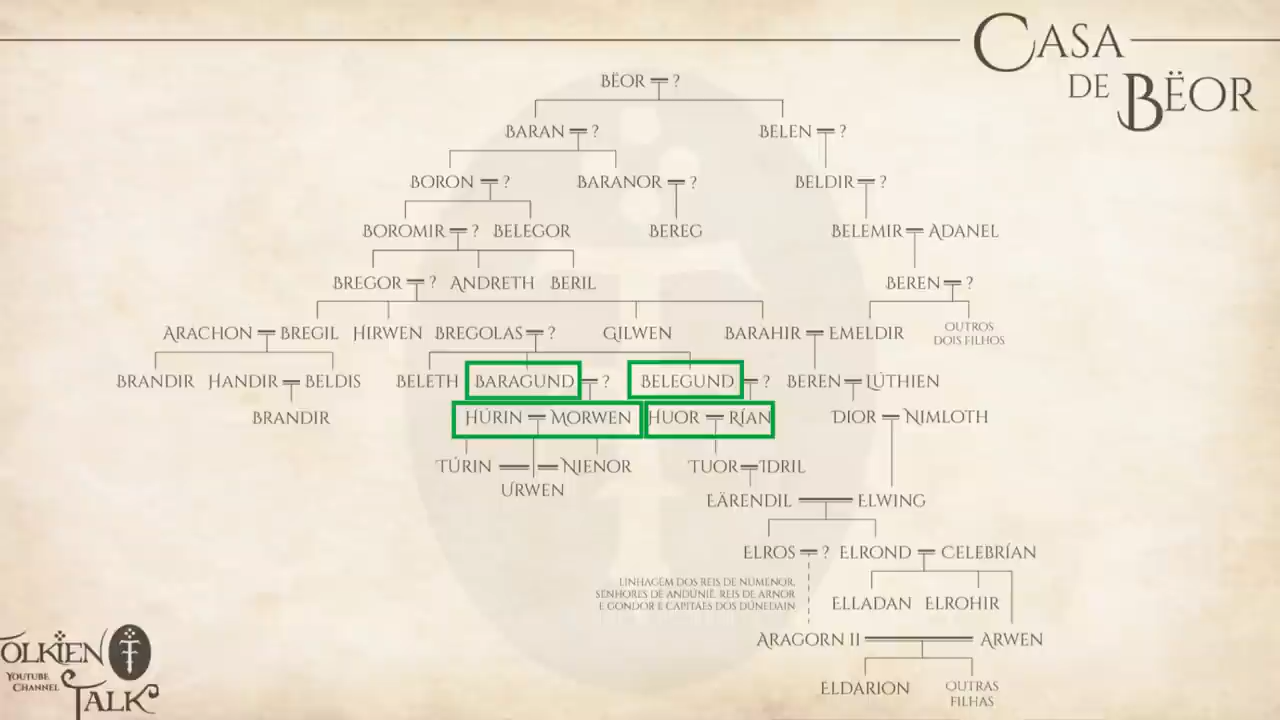 CASA
DE BËOR
BËOR ?
BARAN ? BELEN ?
BORON ? BARANOR ? BELDIR ?
BOROMIR ? BELEGOR BEREG BELEMIR ADANEL
BREGOR ? ANDRETH BERIL BEREN ?
ARACHON BREGIL HIRWEN BREGOLAS ? GILWEN BARAHIR EMELDIR OUTROS
DOIS FILHOS
BRANDIR HANDIR BELDIS BELETH BARAGUND ? BELEGUND ? BEREN LÚTHIEN
BRANDIR HÚRIN MORWEN HUOR RÍAN DIOR NIMLOTH
TÚRIN NIENOR TUOR IDRIL
URWEN
EÄRENDIL ELWING
ELROS ? ELROND CELEBRÍAN
LINHAGEM DOS REIS DE NÚMENOR,
SENHORES DE ANDÚNIË, REIS DE ARNOR
E GONDOR E CAPITÃES DOS DÚNEDAIN
ELLADAN ELROHIR
ARAGORN II ARWEN
ELDARION OUTRAS
FILHAS
TOLKIEN
YOUTUBE
CHANNEL
TALK